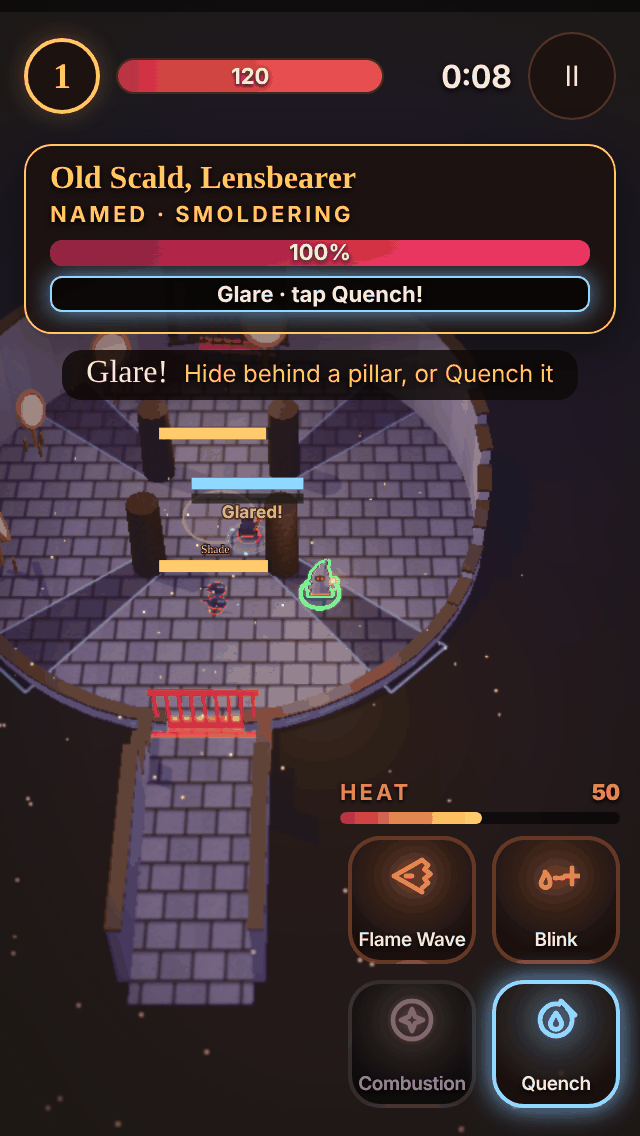 1
120
0:08
Old Scald, Lensbearer
NAMED · SMOLDERING
100%
Glare · tap Quench!
Glare! Hide behind a pillar, or Quench it
Glared!
Shade
HEAT 50
Flame Wave
Blink
Combustion
Quench